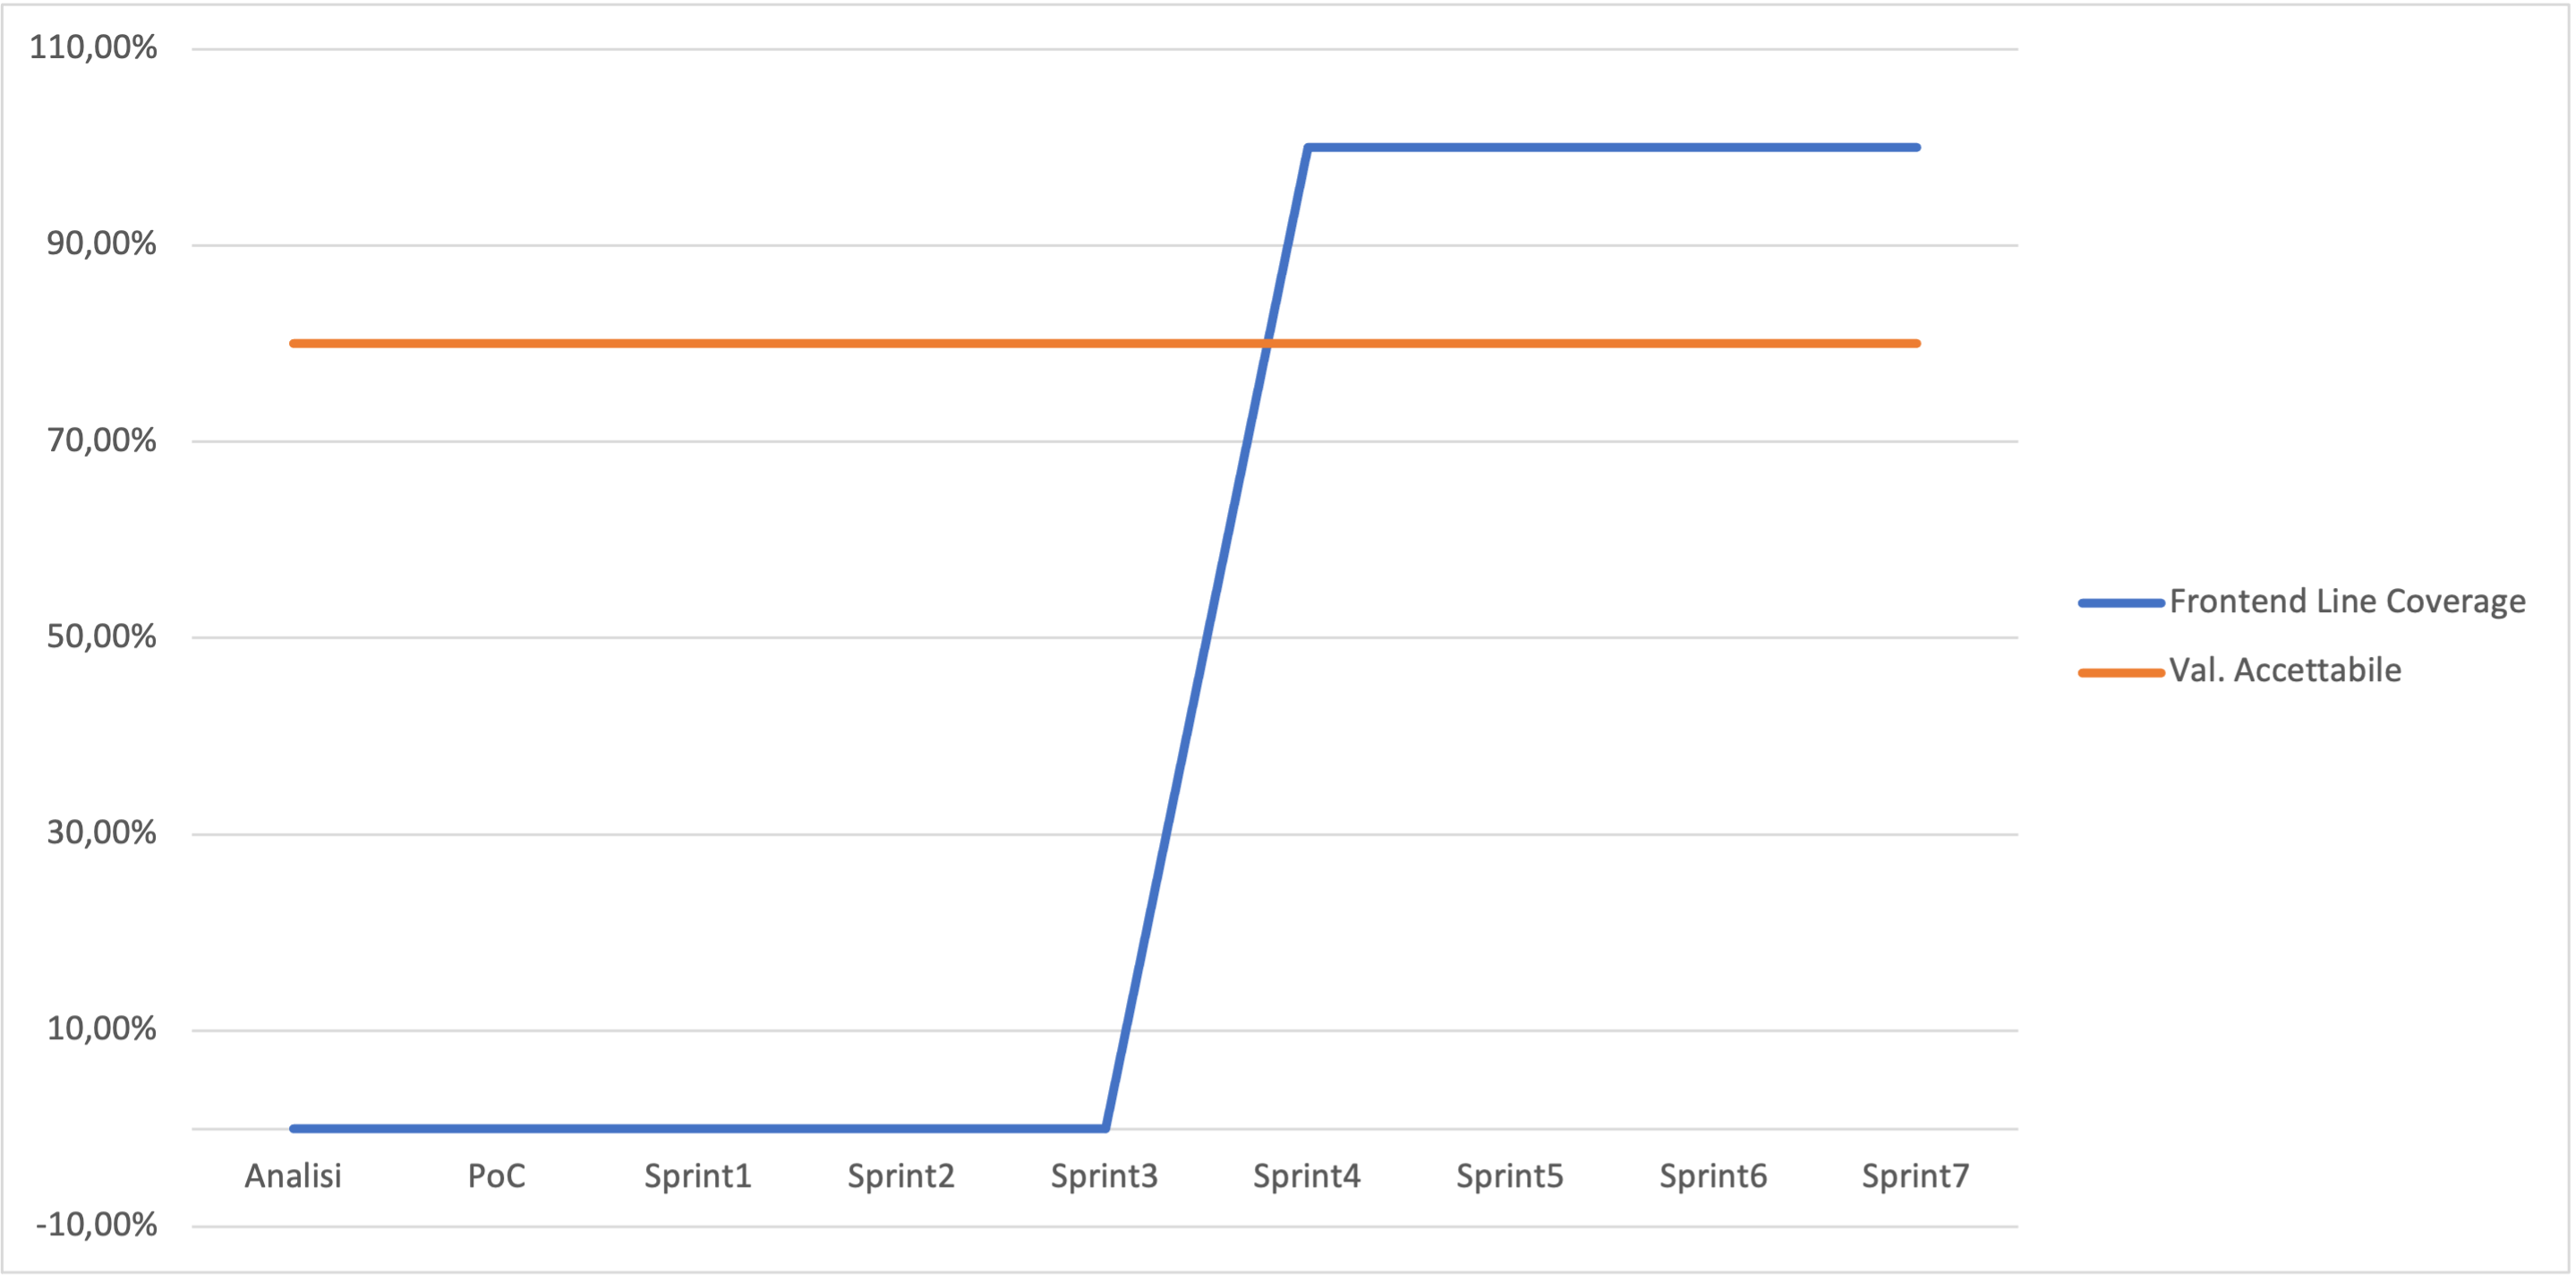 110,00%
90,00%
70,00%
50,00%
30,00%
10,00%
-10,00%
Analisi PoC Sprint1 Sprint2 Sprint3 Sprint4 Sprint5 Sprint6 Sprint7
Frontend Line Coverage
Val. Accettabile